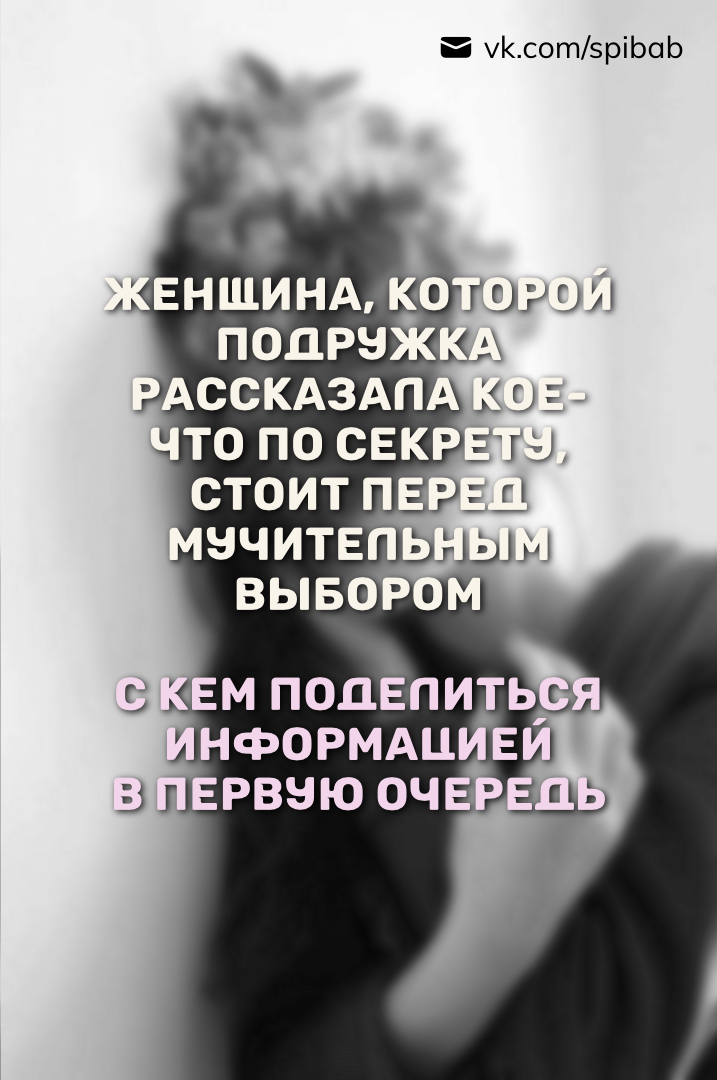 vk.com/spibab
ЖЕНЩИНА, КОТОРОЙ
ПОДРУЖКА
РАССКАЗАЛА КОЕ-
ЧТО ПО СЕКРЕТУ,
СТОИТ ПЕРЕД
МУЧИТЕЛЬНЫМ
ВЫБОРОМ
С КЕМ ПОДЕЛИТЬСЯ
ИНФОРМАЦИЕЙ
В ПЕРВУЮ ОЧЕРЕДЬ